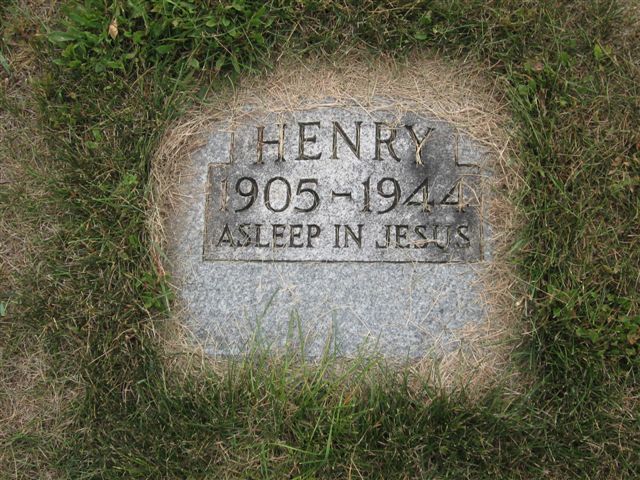 HENRY
1905-1944
ASLEEP IN JESUS